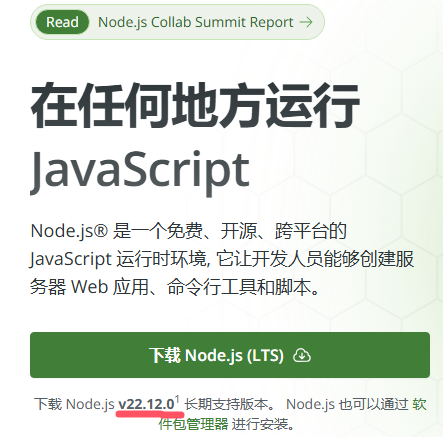 Read Node.js Collab Summit Report →
在任何地方运行
JavaScript
Node.js® 是一个免费、开源、跨平台的
JavaScript 运行时环境, 它让开发人员能够创建服
务器 Web 应用、命令行工具和脚本。
下载 Node.js (LTS)
下载 Node.js v22.12.0¹ 长期支持版本。 Node.js 也可以通过 软
件包管理器 进行安装。